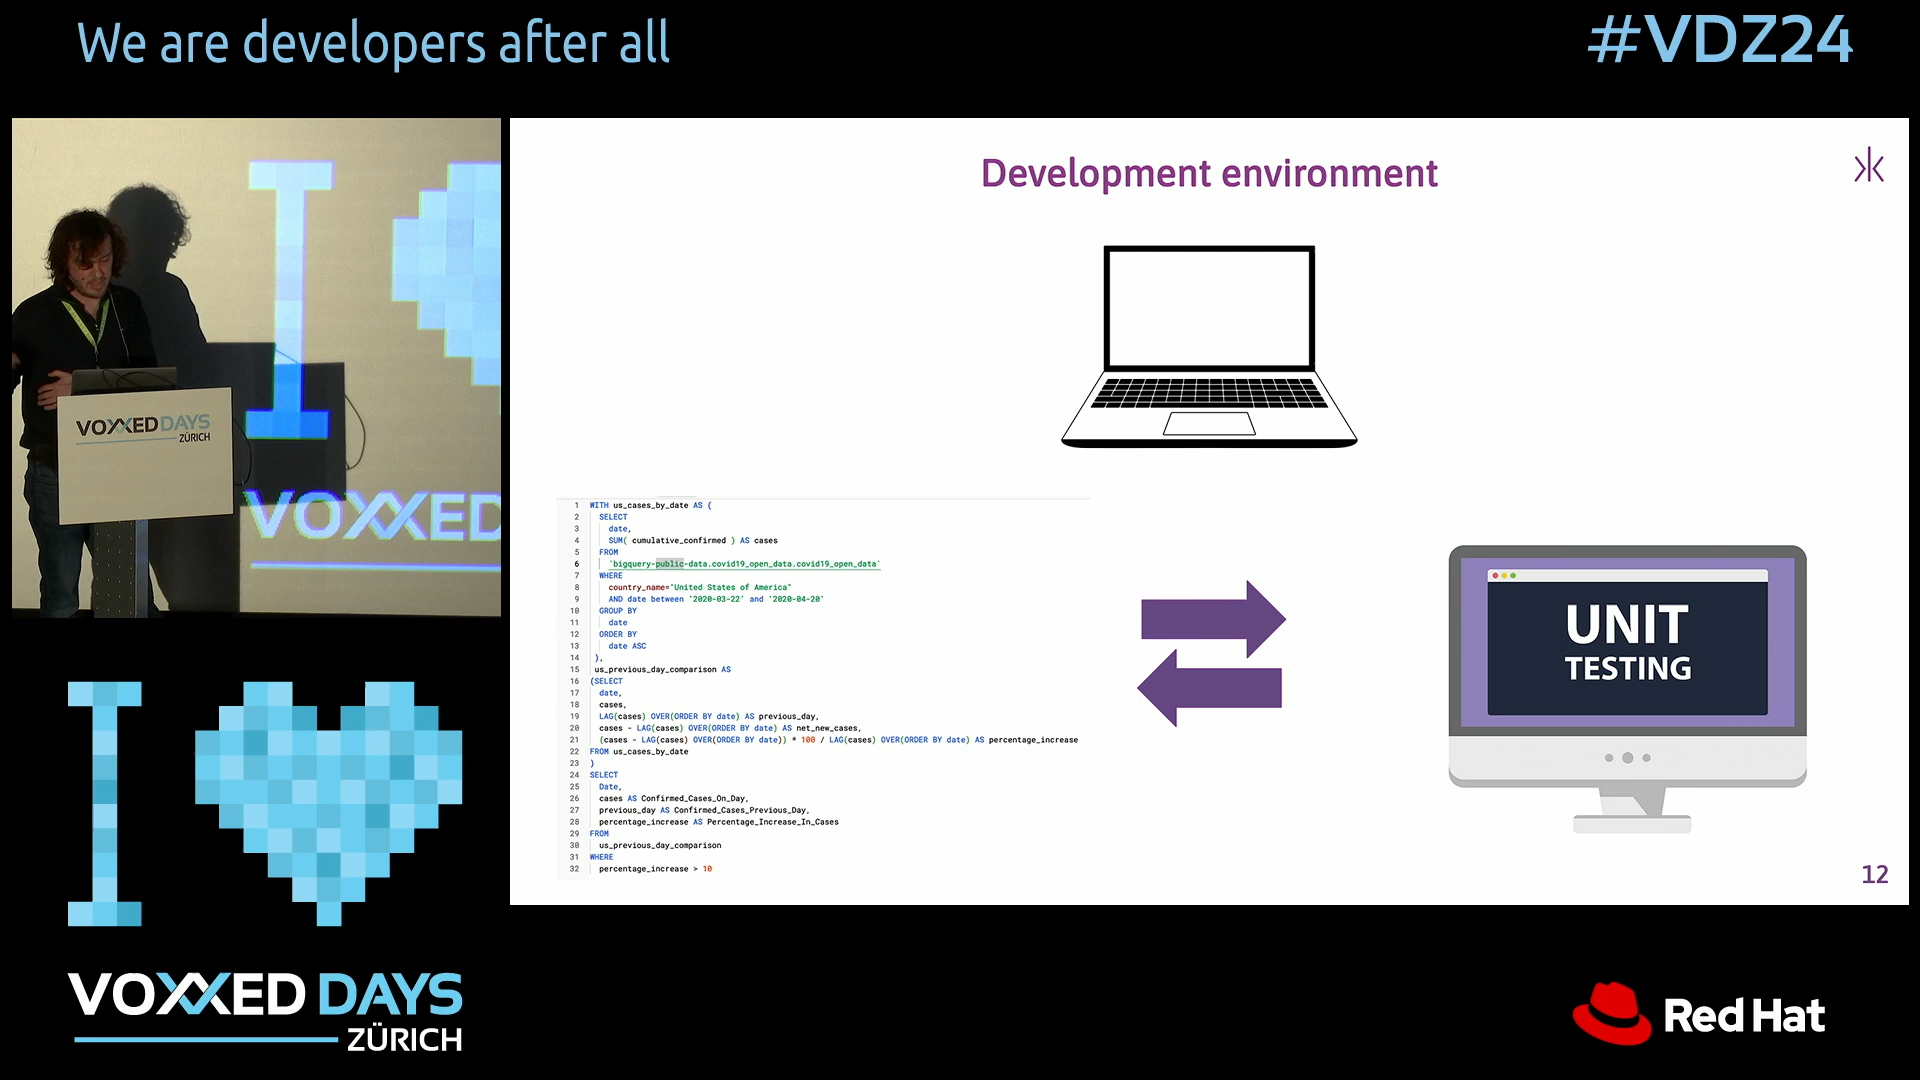 We are developers after all
#VDZ24
VOXXED DAYS
ZÜRICH
VOXXED
Development environment
1 WITH us_cases_by_date AS (
2 SELECT
3 date,
4 SUM( cumulative_confirmed ) AS cases
5 FROM
6 `bigquery-public-data.covid19_open_data.covid19_open_data`
7 WHERE
8 country_name="United States of America"
9 AND date between '2020-03-22' and '2020-04-20'
10 GROUP BY
11 date
12 ORDER BY
13 date ASC
14 ),
15 us_previous_day_comparison AS
16 (SELECT
17 date,
18 cases,
19 LAG(cases) OVER(ORDER BY date) AS previous_day,
20 cases - LAG(cases) OVER(ORDER BY date) AS net_new_cases,
21 (cases - LAG(cases) OVER(ORDER BY date)) * 100 / LAG(cases) OVER(ORDER BY date) AS percentage_increase
22 FROM us_cases_by_date
23 )
24 SELECT
25 Date,
26 cases AS Confirmed_Cases_On_Day,
27 previous_day AS Confirmed_Cases_Previous_Day,
28 percentage_increase AS Percentage_Increase_In_Cases
29 FROM
30 us_previous_day_comparison
31 WHERE
32 percentage_increase > 10
UNIT
TESTING
12
I
VOXXED DAYS
ZÜRICH
Red Hat